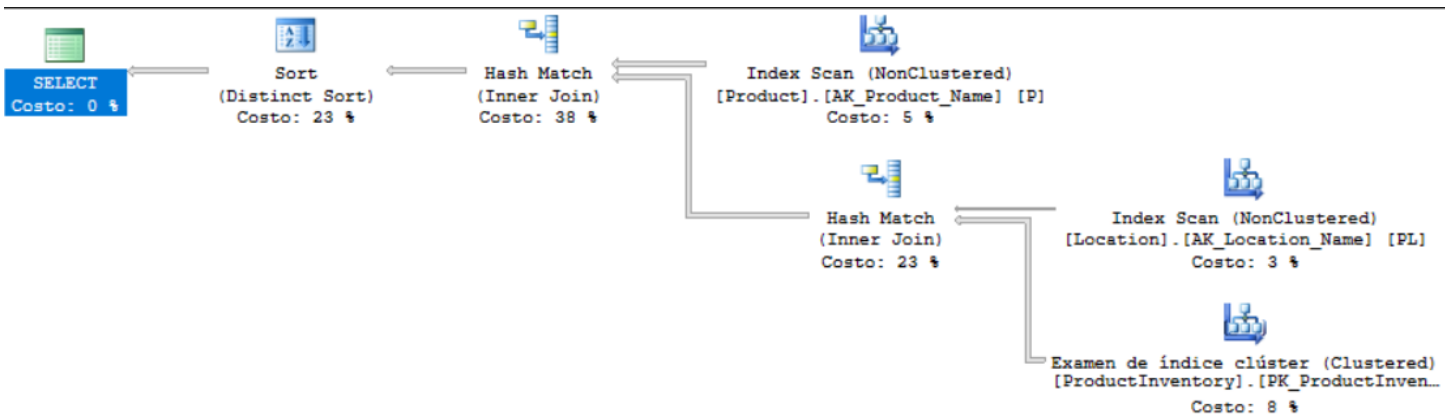 SELECT
Costo: 0 %
Sort
(Distinct Sort)
Costo: 23 %
Hash Match
(Inner Join)
Costo: 38 %
Index Scan (NonClustered)
[Product].[AK_Product_Name] [P]
Costo: 5 %
Hash Match
(Inner Join)
Costo: 23 %
Index Scan (NonClustered)
[Location].[AK_Location_Name] [PL]
Costo: 3 %
Examen de índice clúster (Clustered)
[ProductInventory].[PK_ProductInven…
Costo: 8 %